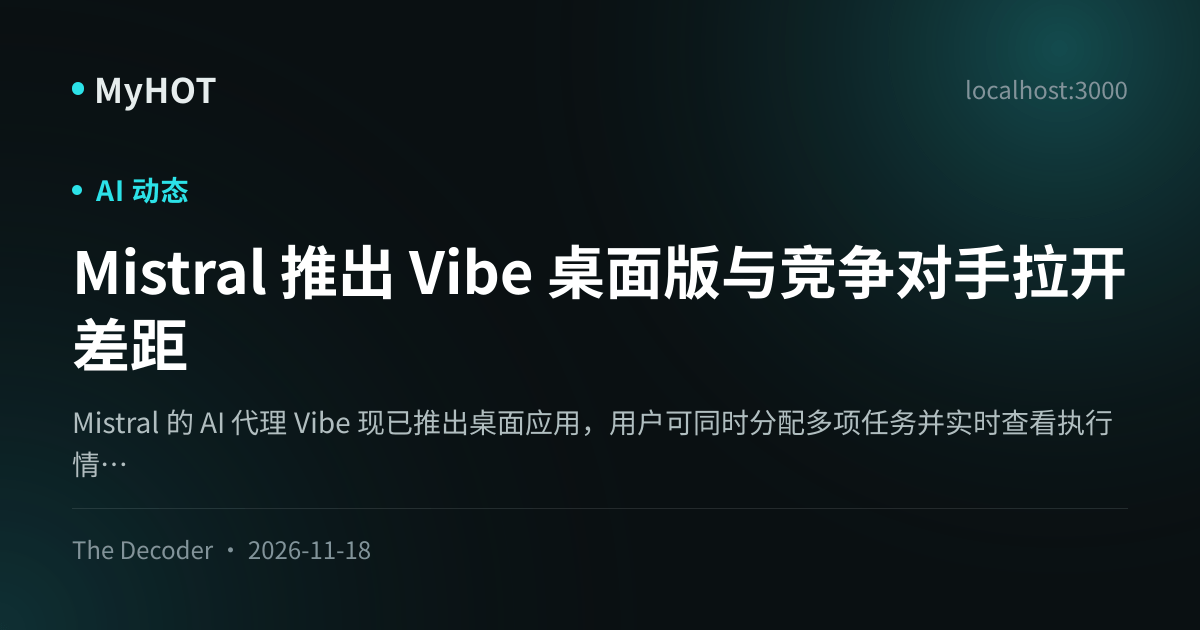 MyHOT
localhost:3000
AI 动态
Mistral 推出 Vibe 桌面版与竞争对手拉开
差距
Mistral 的 AI 代理 Vibe 现已推出桌面应用，用户可同时分配多项任务并实时查看执行
情…
The Decoder · 2026-11-18